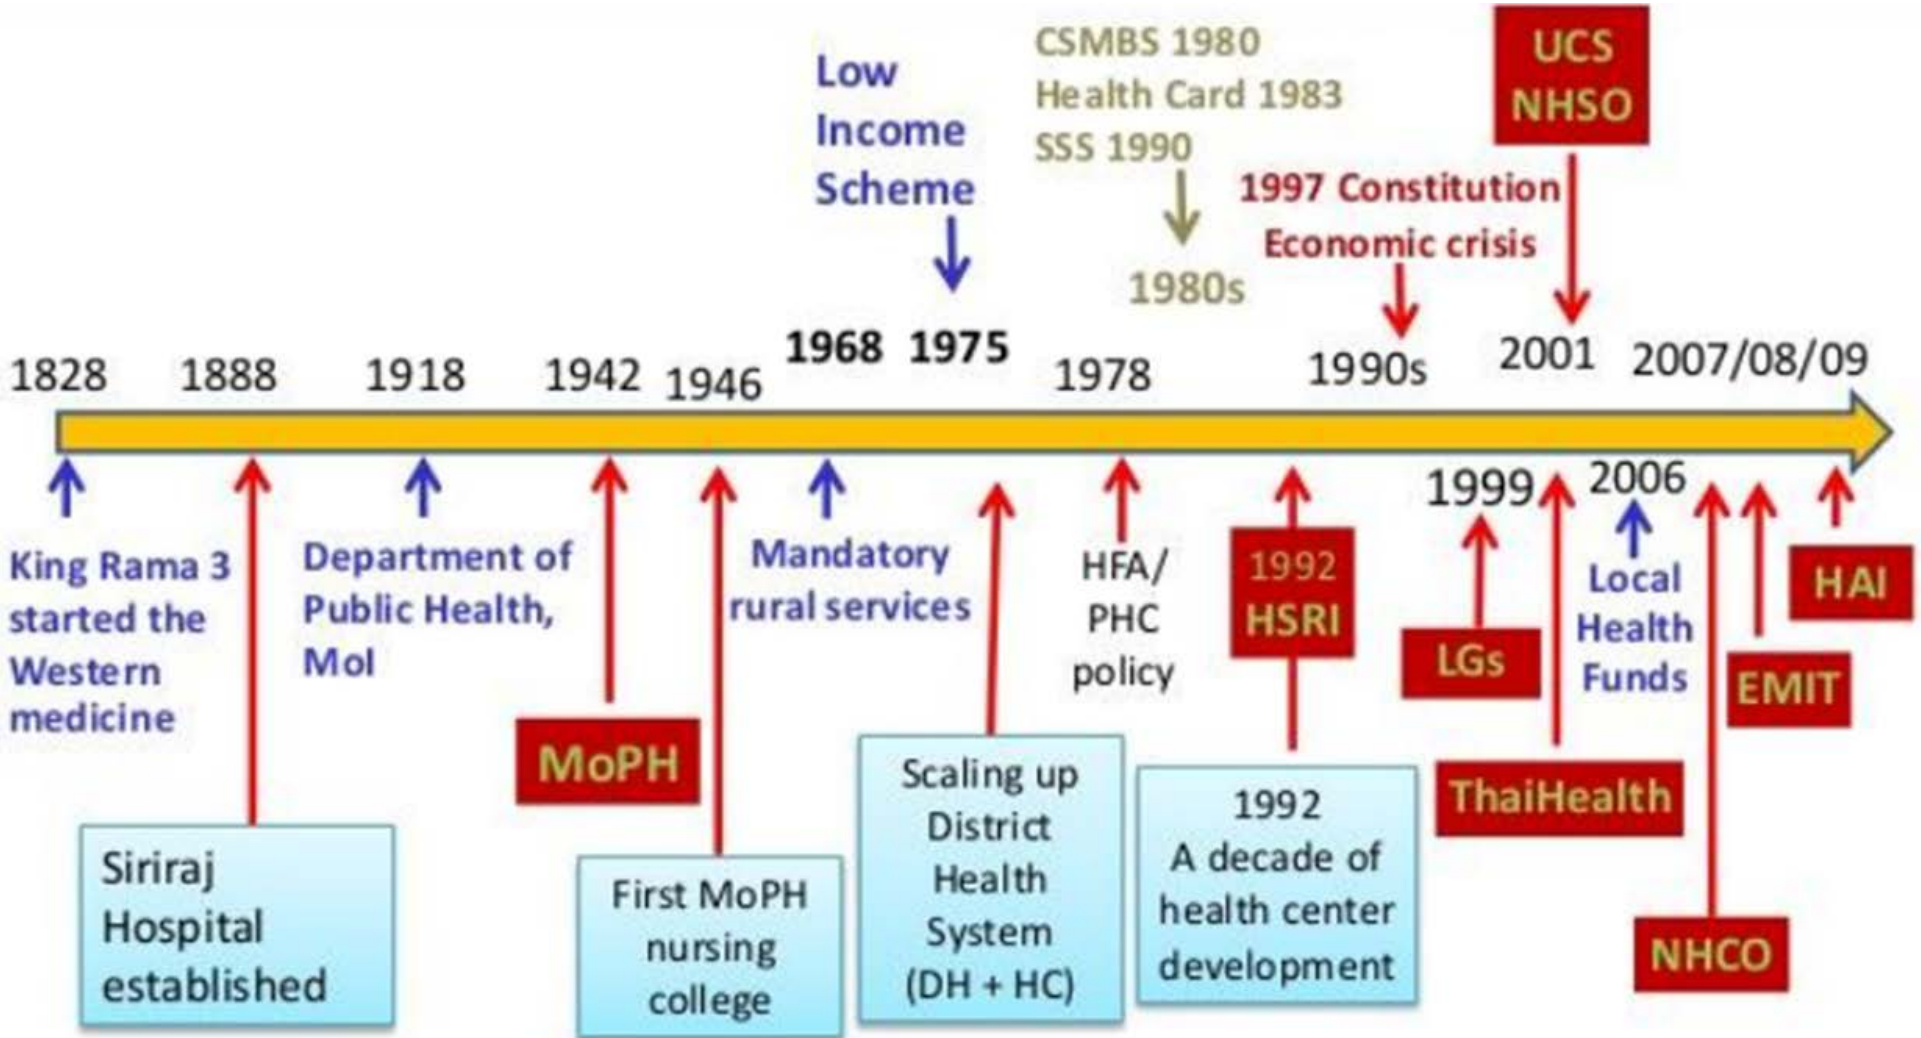 Low
Income
Scheme
CSMBS 1980
Health Card 1983
SSS 1990
1980s
1997 Constitution
Economic crisis
UCS
NHSO
1828
1888
1918
1942
1946
1968
1975
1978
1990s
2001
2007/08/09
King Rama 3
started the
Western
medicine
Siriraj
Hospital
established
Department of
Public Health,
MoI
MoPH
First MoPH
nursing
college
Mandatory
rural services
Scaling up
District
Health
System
(DH + HC)
HFA/
PHC
policy
1992
HSRI
1992
A decade of
health center
development
1999
LGs
ThaiHealth
2006
Local
Health
Funds
NHCO
EMIT
HAI